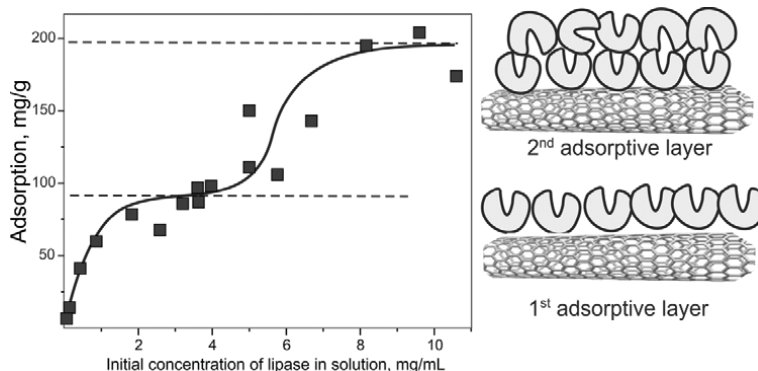 Adsorption, mg/g
200
150
100
50
2
4
6
8
10
Initial concentration of lipase in solution, mg/mL
2nd adsorptive layer
1st adsorptive layer